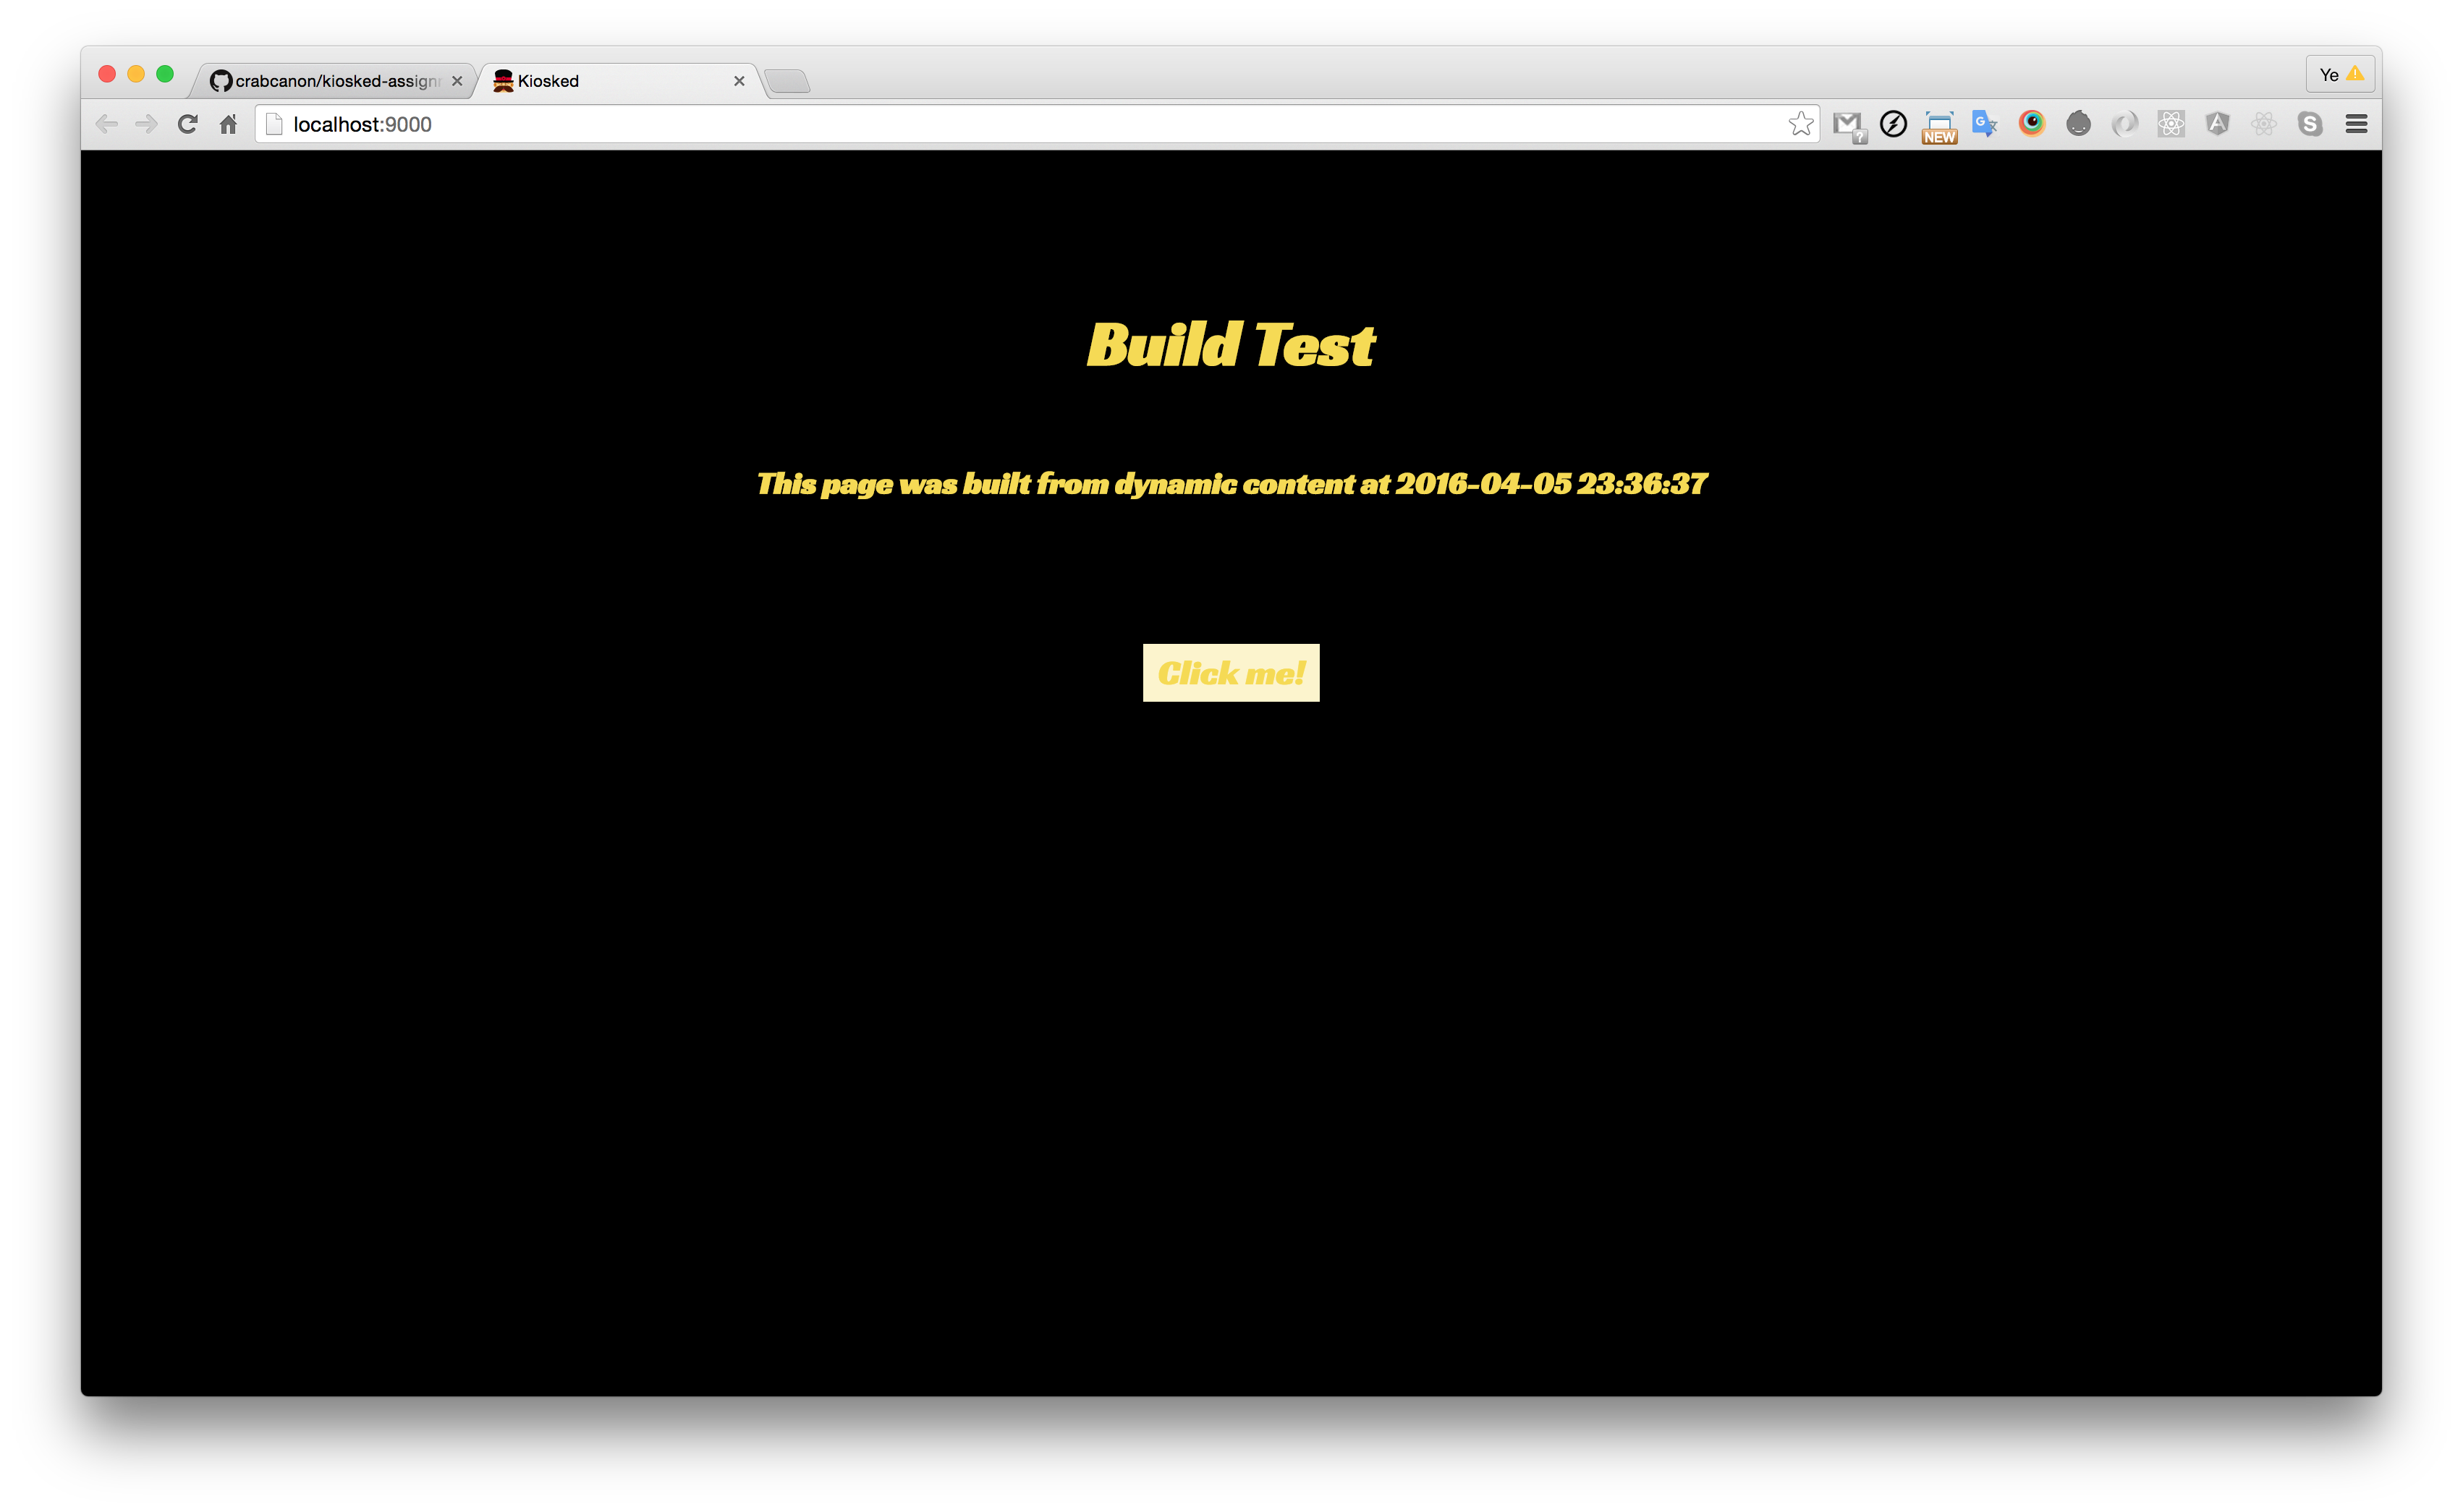 crabcanon/kiosked-assign
Kiosked
Ye
localhost:9000
NEW
Build Test
This page was built from dynamic content at 2016-04-05 23:36:37
Click me!